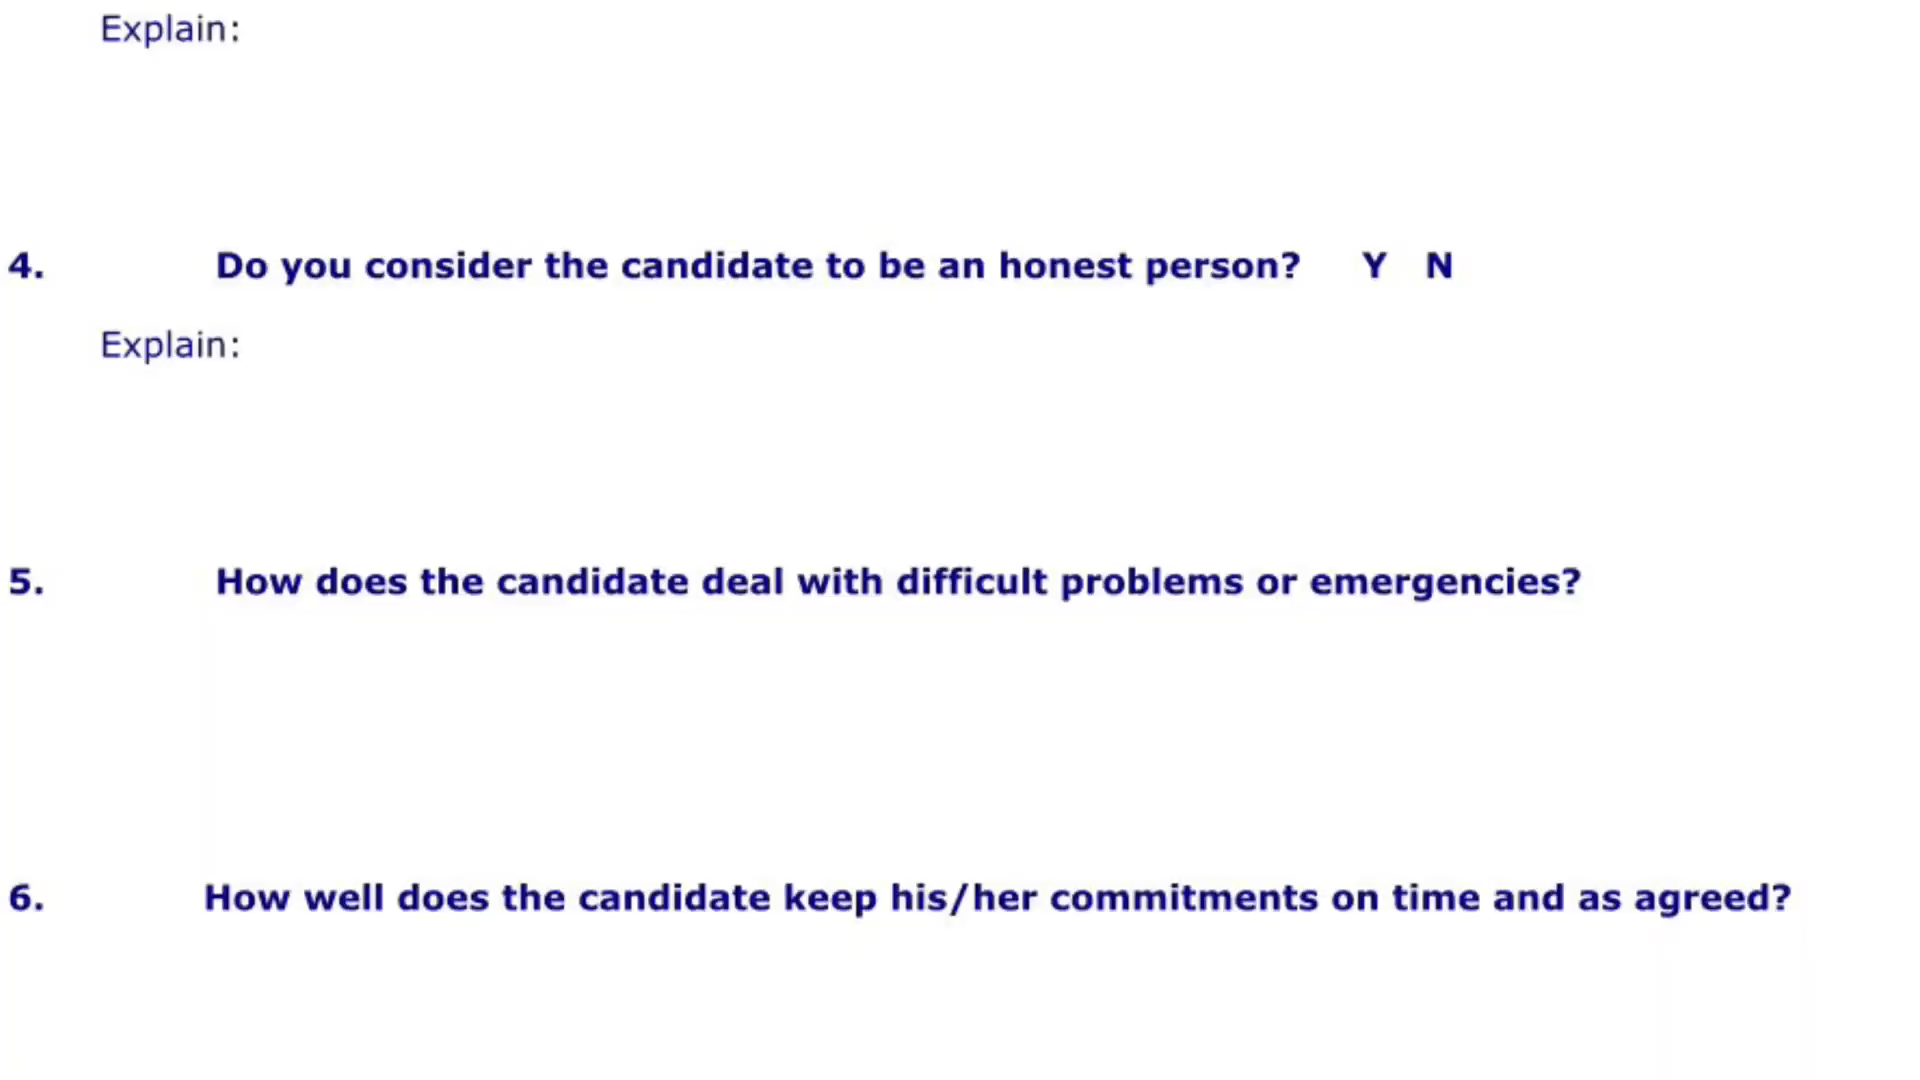 Explain:
4. Do you consider the candidate to be an honest person? Y N
Explain:
5. How does the candidate deal with difficult problems or emergencies?
6. How well does the candidate keep his/her commitments on time and as agreed?